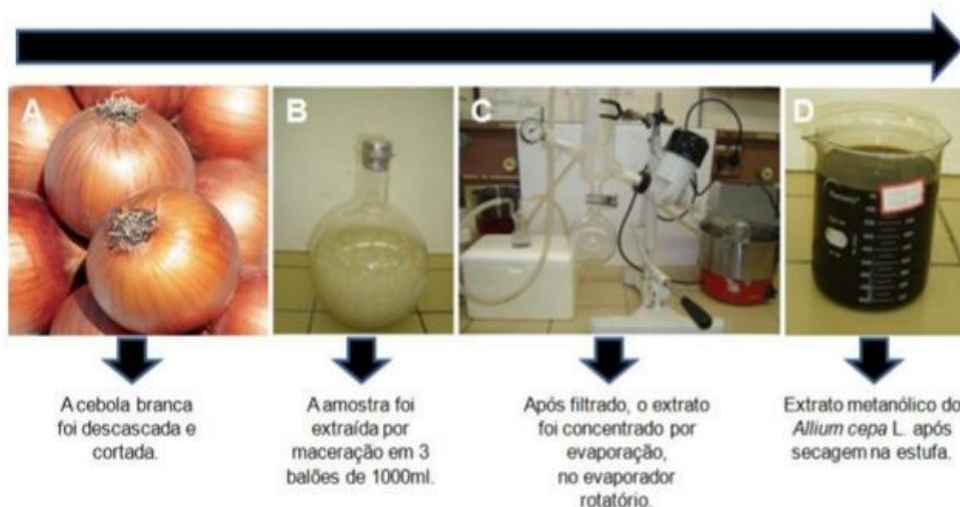 A
B
C
D
A cebola branca
foi descascada e
cortada.
A amostra foi
extraída por
maceração em 3
balões de 1000ml.
Após filtrado, o extrato
foi concentrado por
evaporação,
no evaporador
rotatório.
Extrato metanólico do
Allium cepa L. após
secagem na estufa.